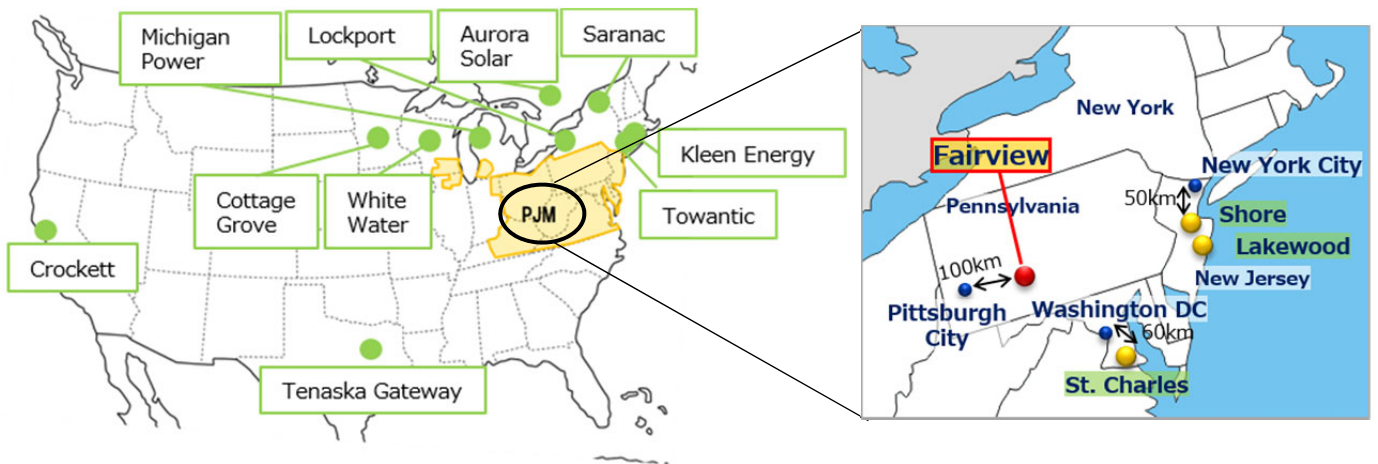 Michigan
Power
Lockport
Aurora
Solar
Saranac
Kleen Energy
Cottage
Grove
White
Water
PJM
Towantic
Crockett
Tenaska Gateway
New York
Fairview
New York City
Pennsylvania
50km
Shore
Lakewood
100km
New Jersey
Pittsburgh
City
Washington DC
60km
St. Charles